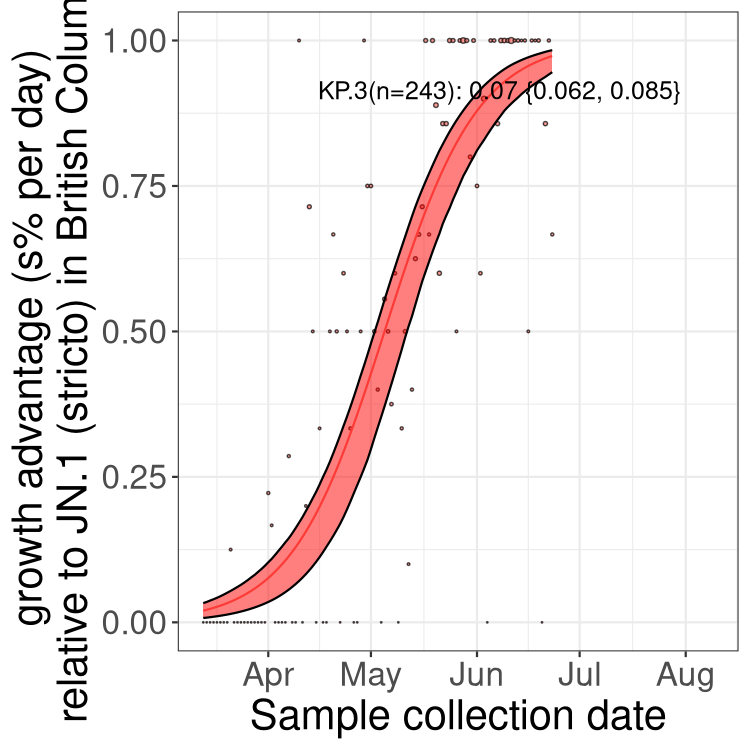 growth advantage (s% per day)
relative to JN.1 (stricto) in British Colum
1.00
0.75
0.50
0.25
0.00
KP.3(n=243): 0.07 {0.062, 0.085}
Apr May Jun Jul Aug
Sample collection date